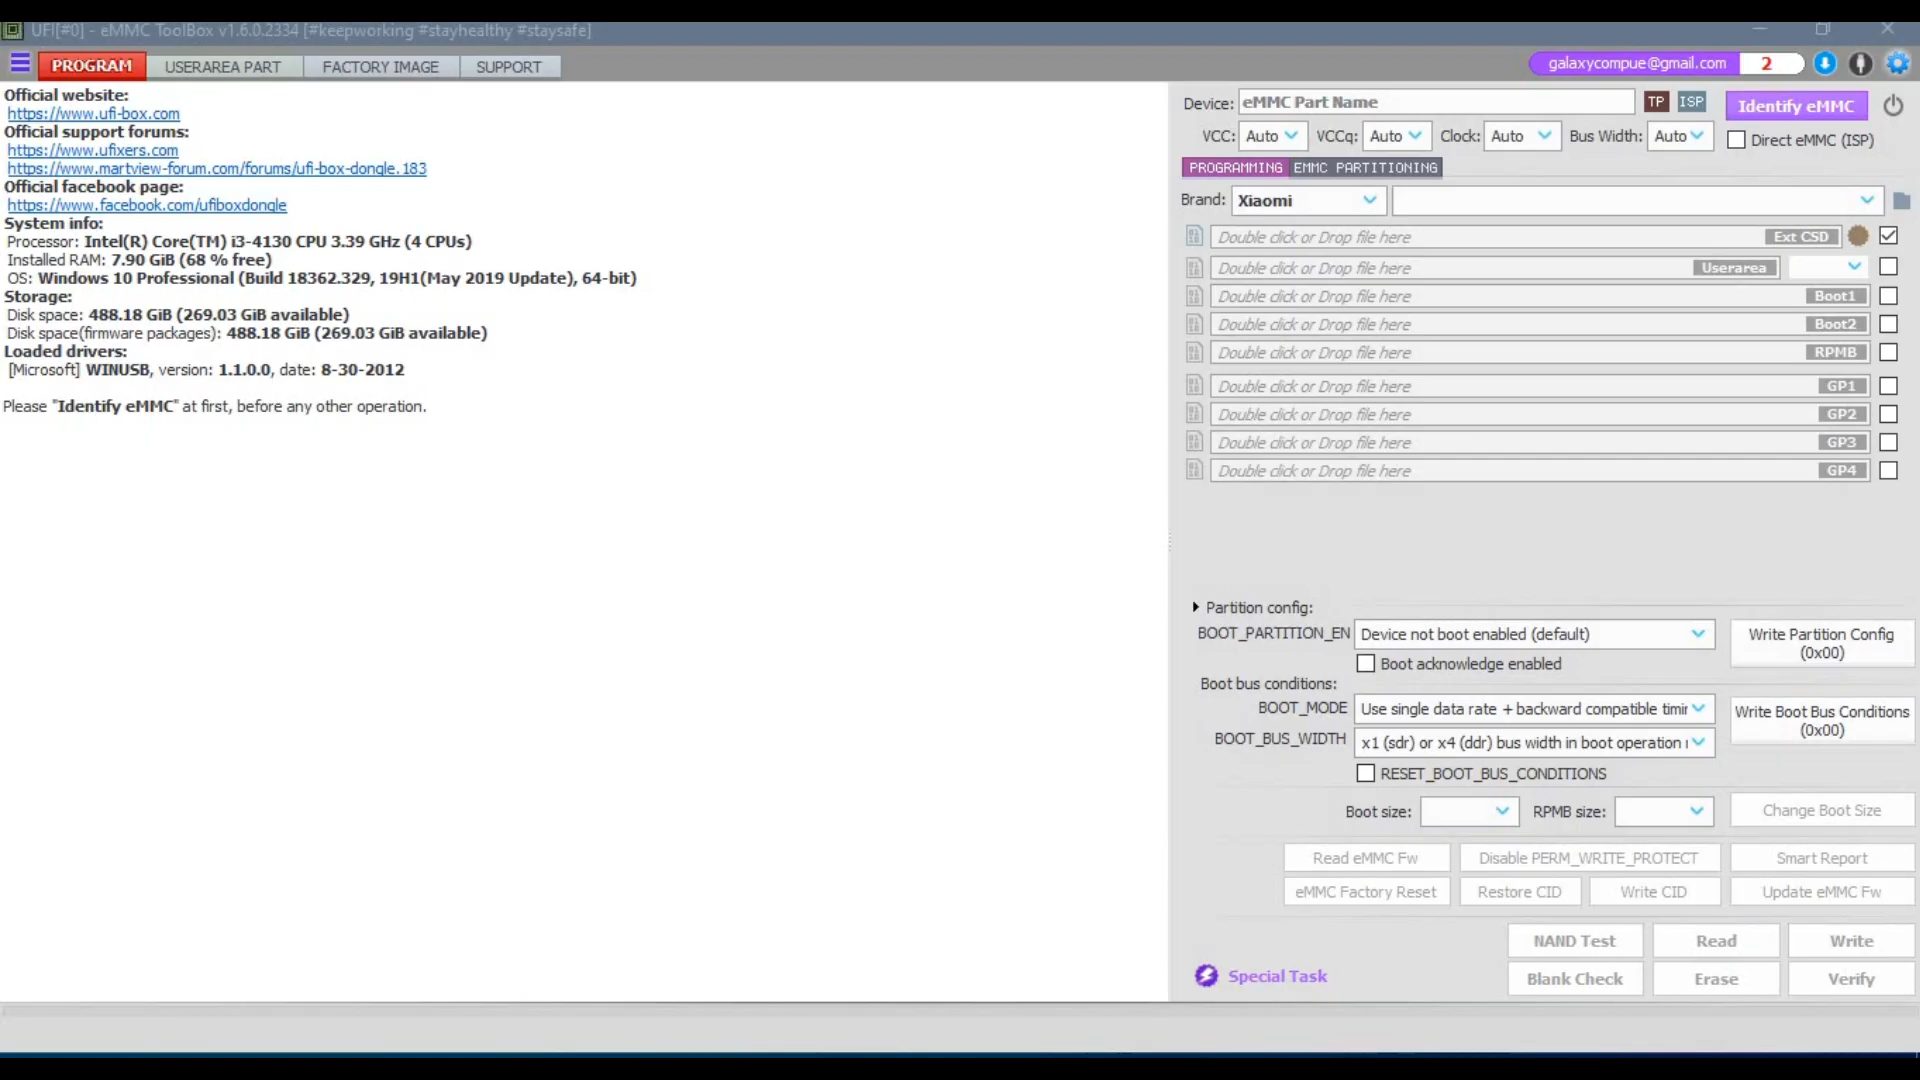 UFI[#0] - eMMC ToolBox v1.6.0.2334 [#keepworking #stayhealthy #staysafe]
PROGRAM USERAREA PART FACTORY IMAGE SUPPORT
galaxycompue@gmail.com 2
Official website:
https://www.ufi-box.com
Official support forums:
https://www.ufixers.com
https://www.martview-forum.com/forums/ufi-box-dongle.183
Official facebook page:
https://www.facebook.com/ufiboxdongle
System info:
Processor: Intel(R) Core(TM) i3-4130 CPU 3.39 GHz (4 CPUs)
Installed RAM: 7.90 GiB (68 % free)
OS: Windows 10 Professional (Build 18362.329, 19H1(May 2019 Update), 64-bit)
Storage:
Disk space: 488.18 GiB (269.03 GiB available)
Disk space(firmware packages): 488.18 GiB (269.03 GiB available)
Loaded drivers:
[Microsoft] WINUSB, version: 1.1.0.0, date: 8-30-2012
Please "Identify eMMC" at first, before any other operation.
Device: eMMC Part Name TP ISP Identify eMMC
VCC: Auto VCCq: Auto Clock: Auto Bus Width: Auto Direct eMMC (ISP)
PROGRAMMING EMMC PARTITIONING
Brand: Xiaomi
Double click or Drop file here Ext CSD
Double click or Drop file here Userarea
Double click or Drop file here Boot1
Double click or Drop file here Boot2
Double click or Drop file here RPMB
Double click or Drop file here GP1
Double click or Drop file here GP2
Double click or Drop file here GP3
Double click or Drop file here GP4
Partition config:
BOOT_PARTITION_EN Device not boot enabled (default) Write Partition Config
(0x00)
Boot acknowledge enabled
Boot bus conditions:
BOOT_MODE Use single data rate + backward compatible timir Write Boot Bus Conditions
(0x00)
BOOT_BUS_WIDTH x1 (sdr) or x4 (ddr) bus width in boot operation
RESET_BOOT_BUS_CONDITIONS
Boot size: RPMB size: Change Boot Size
Read eMMC Fw Disable PERM_WRITE_PROTECT Smart Report
eMMC Factory Reset Restore CID Write CID Update eMMC Fw
NAND Test Read Write
Special Task
Blank Check Erase Verify